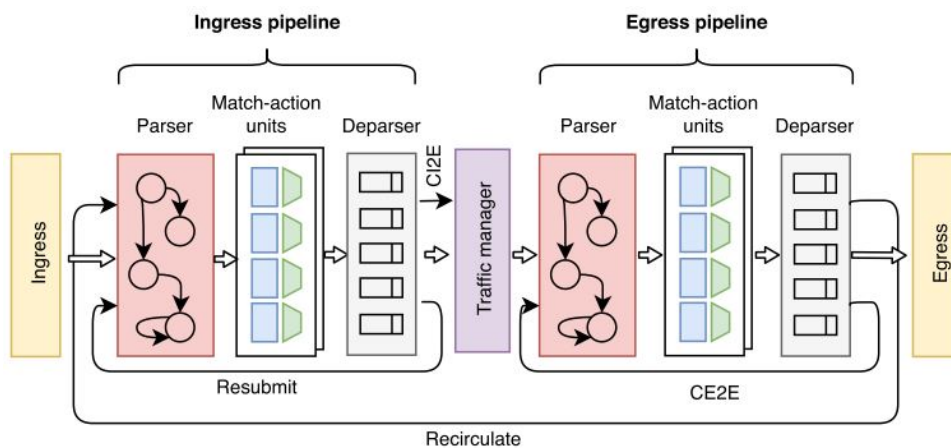 Ingress pipeline
Egress pipeline
Parser
Match-action
units
Deparser
Parser
Match-action
units
Deparser
Ingress
CI2E
Traffic manager
Egress
Resubmit
CE2E
Recirculate